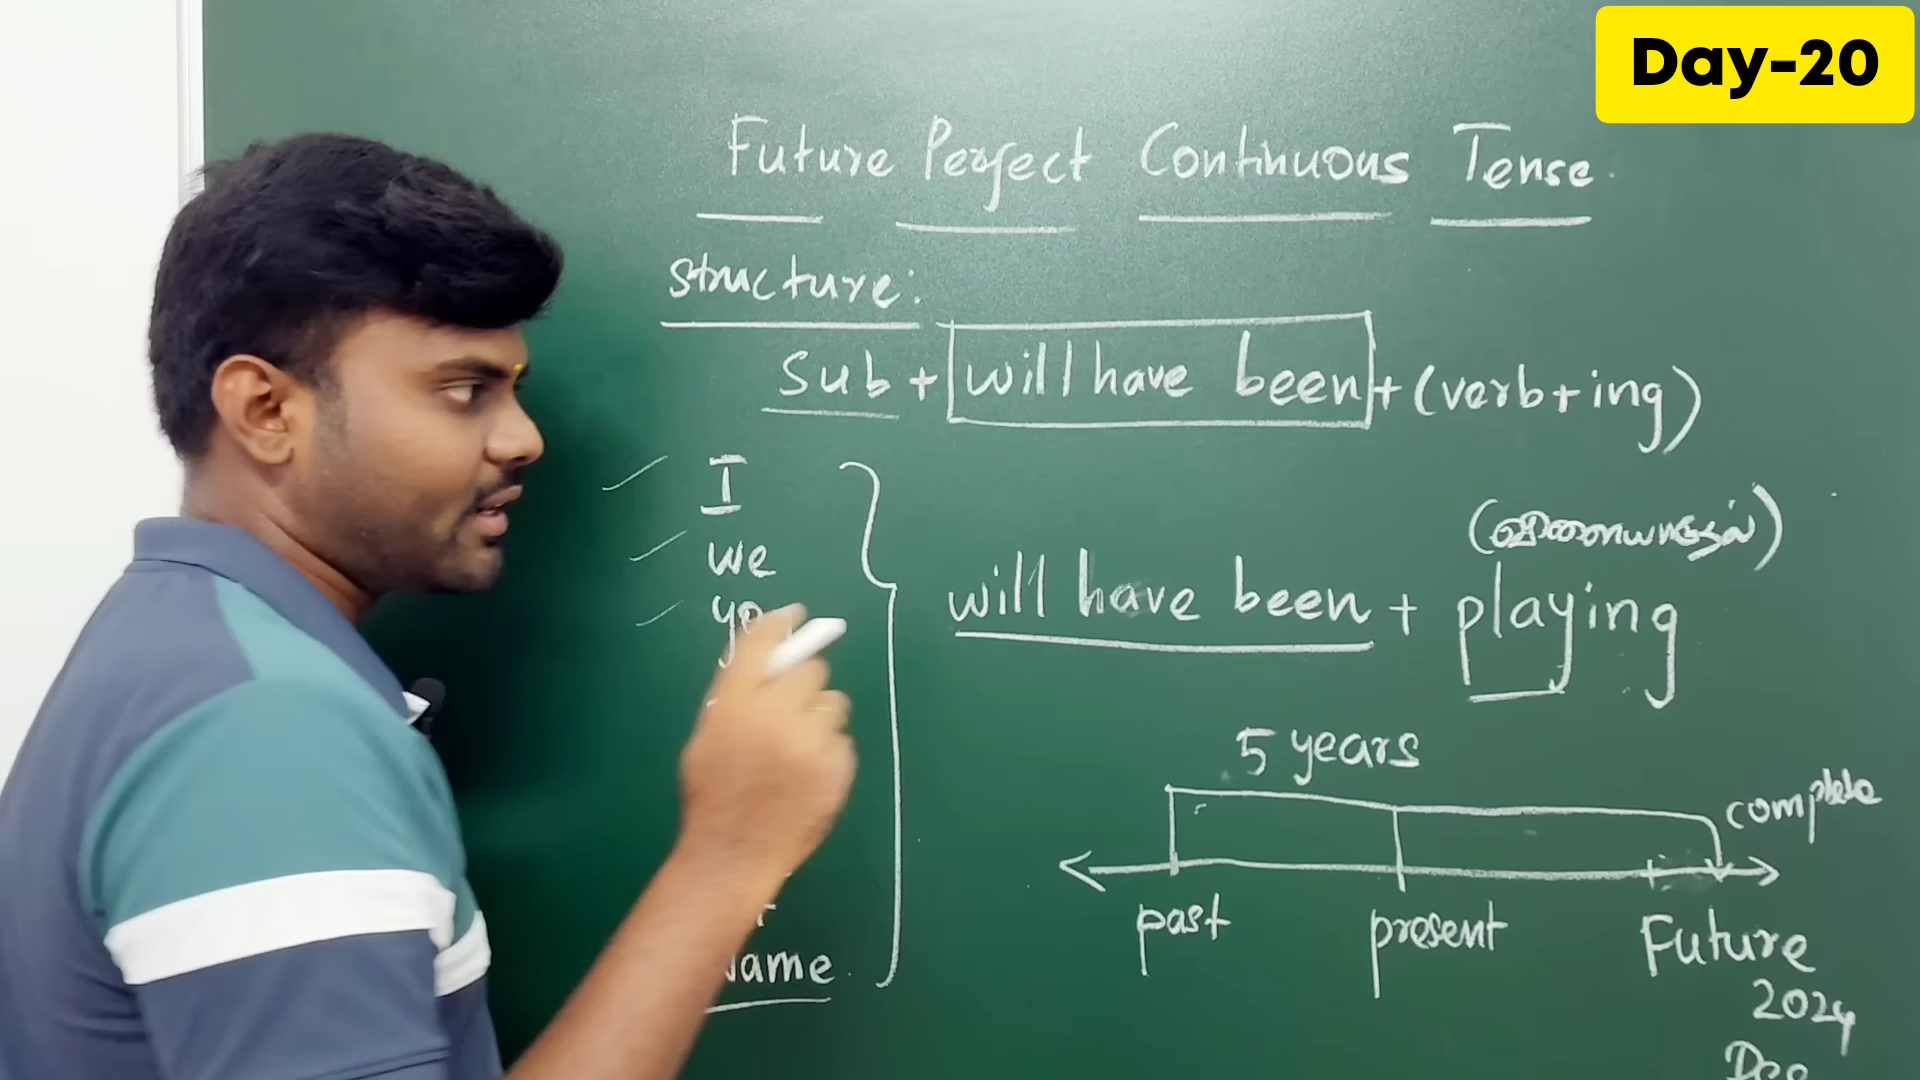 Day-20
Future Perfect Continuous Tense
structure:
Sub + will have been + (verb+ing)
I
we
will have been + playing
5 years
complete
past present Future
2024
Dec